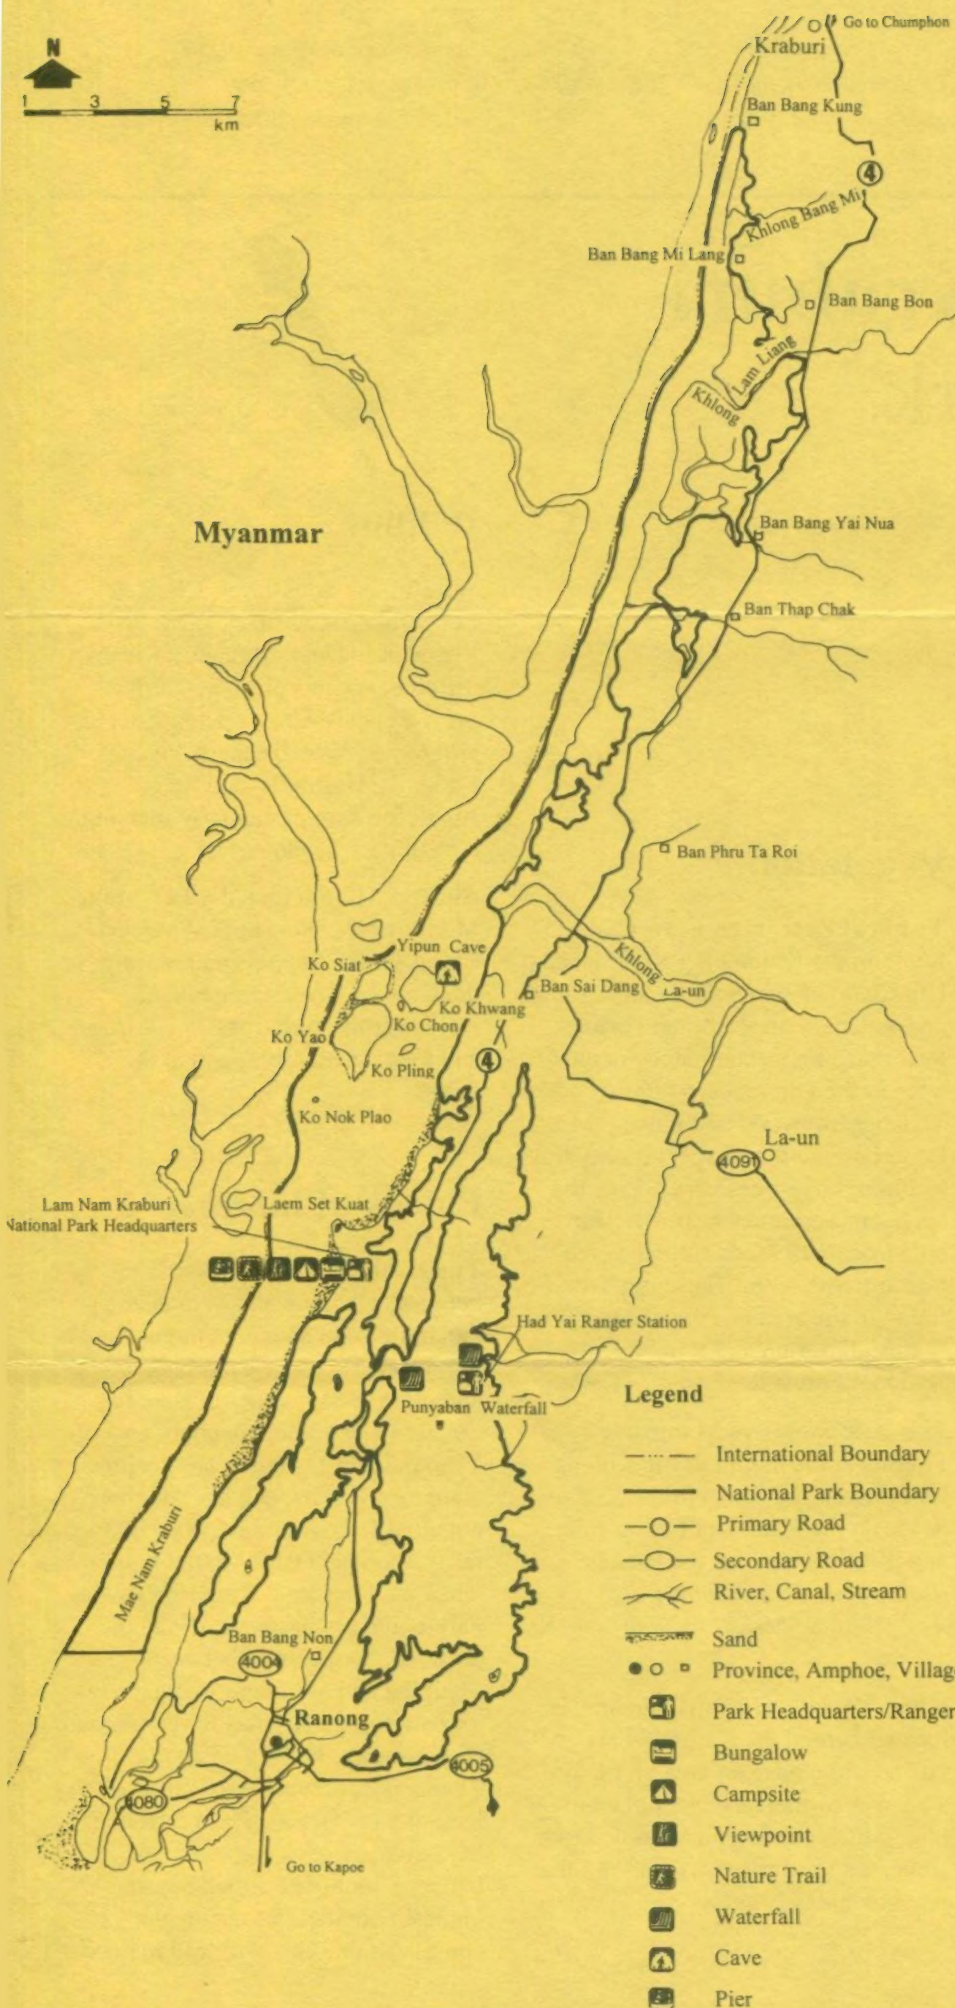 N
1 3 5 7
km
Go to Chumphon
Kraburi
Ban Bang Kung
4
Khlong Bang Mi
Ban Bang Mi Lang
Ban Bang Bon
Lam Liang
Khlong
Myanmar
Ban Bang Yai Nua
Ban Thap Chak
Ban Phru Ta Roi
Yipun Cave
Ko Siat
Khlong
La-un
Ban Sai Dang
Ko Khwang
Ko Chon
Ko Yao
4
Ko Pling
Ko Nok Plao
La-un
4091
Lam Nam Kraburi
National Park Headquarters
Laem Set Kuat
Had Yai Ranger Station
Punyaban Waterfall
Mae Nam Kraburi
Ban Bang Non
4004
Ranong
4005
4080
Go to Kapoe
Legend
International Boundary
National Park Boundary
Primary Road
Secondary Road
River, Canal, Stream
Sand
Province, Amphoe, Villag
Park Headquarters/Ranger
Bungalow
Campsite
Viewpoint
Nature Trail
Waterfall
Cave
Pier